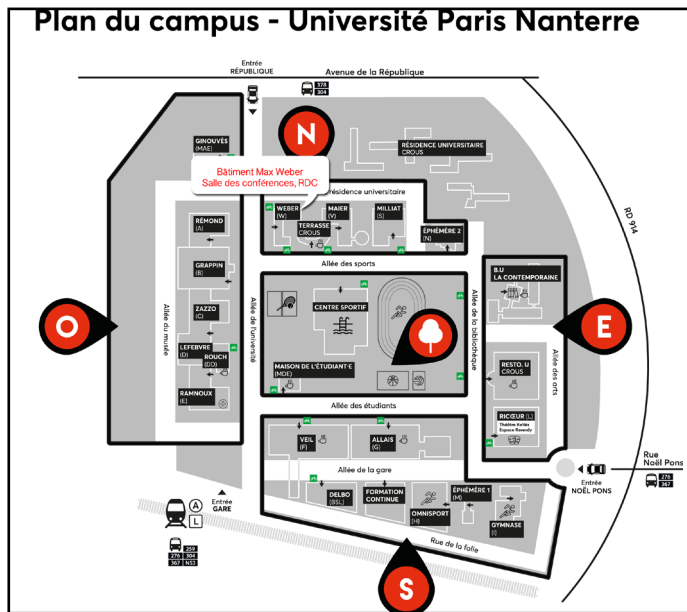 Plan du campus - Université Paris Nanterre
Entrée
RÉPUBLIQUE
Avenue de la République
378
304
N
GINOUVÈS
(MAE)
RÉSIDENCE UNIVERSITAIRE
CROUS
Bâtiment Max Weber
Salle des conférences, RDC
résidence universitaire
RD 914
WEBER
(W)
MAIER
(V)
MILLIAT
(S)
TERRASSE
CROUS
ÉPHÉMÈRE 2
(N)
RÉMOND
(A)
Allée des sports
B.U
LA CONTEMPORAINE
GRAPPIN
(B)
CENTRE SPORTIF
Allée du musée
Allée de l'université
Allée de la bibliothèque
O
E
ZAZZO
(C)
LEFEBVRE
(D)
ROUCH
(DD)
MAISON DE L'ÉTUDIANT·E
(MDE)
RESTO. U
CROUS
Allée des arts
RAMNOUX
(E)
Allée des étudiants
RICŒUR (L)
Théâtre Koltès
Espace Reverdy
VEIL
(F)
ALLAIS
(G)
Allée de la gare
Rue
Noël Pons
Entrée
NOËL PONS
276
367
Entrée
GARE
A
L
DELBO
(BSL)
FORMATION
CONTINUE
OMNISPORT
(H)
ÉPHÉMÈRE 1
(M)
GYMNASE
(I)
Rue de la folie
259
276 304
367 N53
S